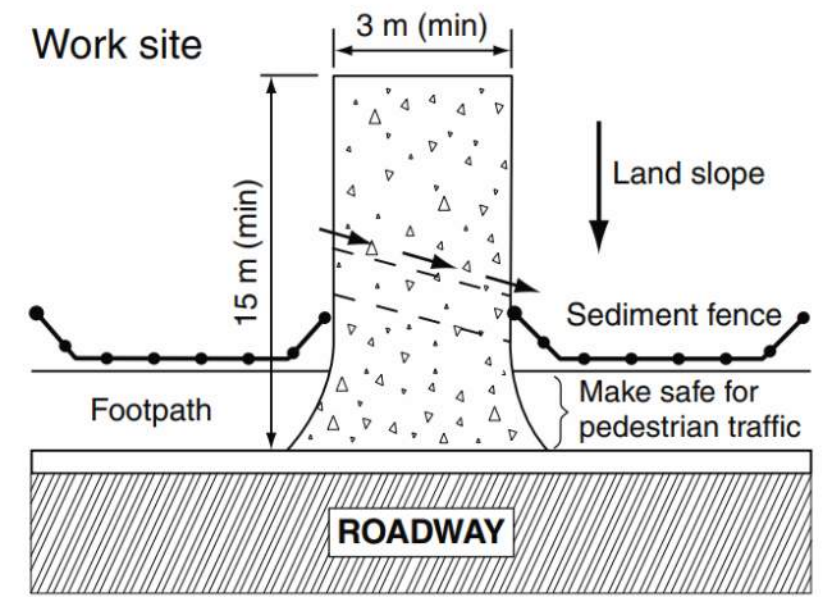 Work site
3 m (min)
Land slope
15 m (min)
Sediment fence
Footpath
Make safe for
pedestrian traffic
ROADWAY